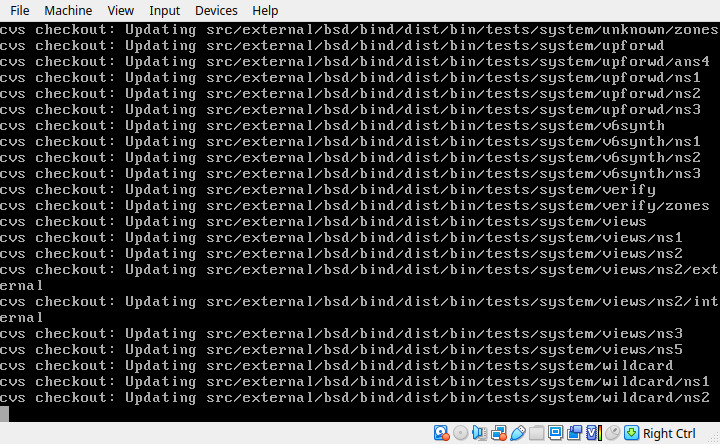 File Machine View Input Devices Help
cvs checkout: Updating src/external/bsd/bind/dist/bin/tests/system/unknown/zones
cvs checkout: Updating src/external/bsd/bind/dist/bin/tests/system/upforwd
cvs checkout: Updating src/external/bsd/bind/dist/bin/tests/system/upforwd/ans4
cvs checkout: Updating src/external/bsd/bind/dist/bin/tests/system/upforwd/ns1
cvs checkout: Updating src/external/bsd/bind/dist/bin/tests/system/upforwd/ns2
cvs checkout: Updating src/external/bsd/bind/dist/bin/tests/system/upforwd/ns3
cvs checkout: Updating src/external/bsd/bind/dist/bin/tests/system/v6synth
cvs checkout: Updating src/external/bsd/bind/dist/bin/tests/system/v6synth/ns1
cvs checkout: Updating src/external/bsd/bind/dist/bin/tests/system/v6synth/ns2
cvs checkout: Updating src/external/bsd/bind/dist/bin/tests/system/v6synth/ns3
cvs checkout: Updating src/external/bsd/bind/dist/bin/tests/system/verify
cvs checkout: Updating src/external/bsd/bind/dist/bin/tests/system/verify/zones
cvs checkout: Updating src/external/bsd/bind/dist/bin/tests/system/views
cvs checkout: Updating src/external/bsd/bind/dist/bin/tests/system/views/ns1
cvs checkout: Updating src/external/bsd/bind/dist/bin/tests/system/views/ns2
cvs checkout: Updating src/external/bsd/bind/dist/bin/tests/system/views/ns2/ext
ernal
cvs checkout: Updating src/external/bsd/bind/dist/bin/tests/system/views/ns2/int
ernal
cvs checkout: Updating src/external/bsd/bind/dist/bin/tests/system/views/ns3
cvs checkout: Updating src/external/bsd/bind/dist/bin/tests/system/views/ns5
cvs checkout: Updating src/external/bsd/bind/dist/bin/tests/system/wildcard
cvs checkout: Updating src/external/bsd/bind/dist/bin/tests/system/wildcard/ns1
cvs checkout: Updating src/external/bsd/bind/dist/bin/tests/system/wildcard/ns2
Right Ctrl